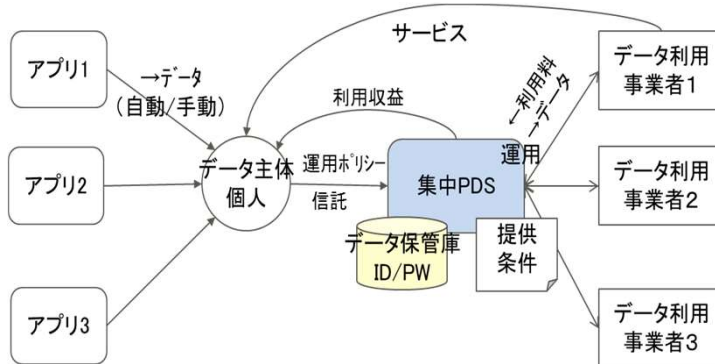 サービス
データ利用
事業者1
アプリ1
→ﾃﾞｰﾀ
(自動/手動)
利用収益
←利用料
→ﾃﾞｰﾀ
運用
アプリ2
データ主体
個人
運用ﾎﾟﾘｼｰ
信託
集中PDS
データ利用
事業者2
データ保管庫
ID/PW
提供
条件
アプリ3
データ利用
事業者3